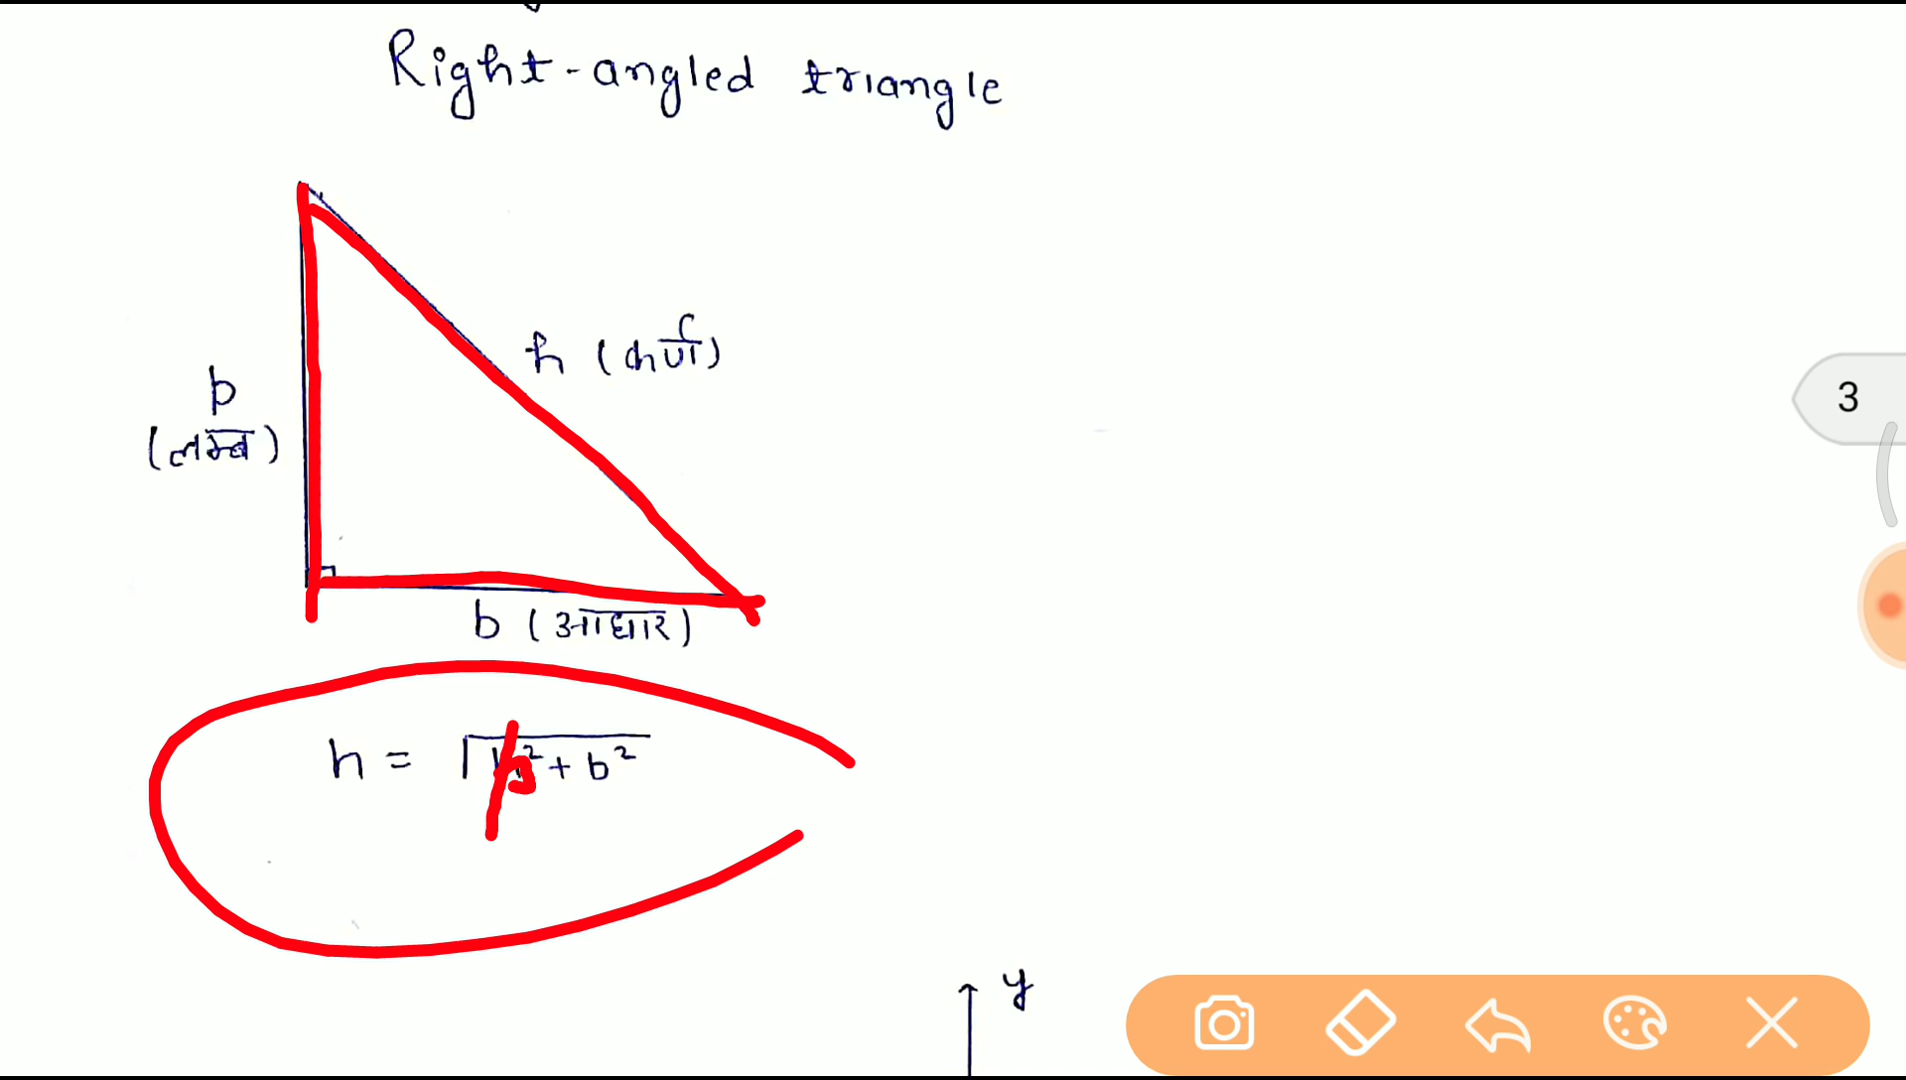 Right-angled triangle
h (कर्ण)
p
(लम्ब)
b (आधार)
3
h = √p²+b²
y